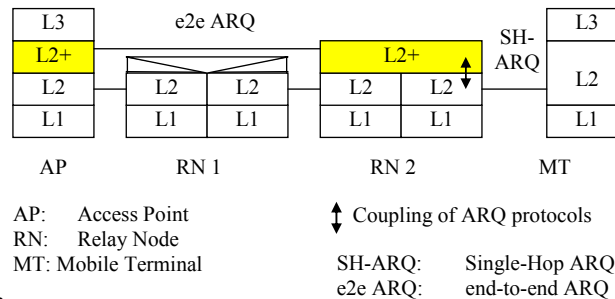 L3 e2e ARQ L3
L2+ L2+ SH-
ARQ
L2 L2 L2 L2 L2 L2
L1 L1 L1 L1 L1 L1
AP RN 1 RN 2 MT
AP: Access Point
RN: Relay Node
MT: Mobile Terminal
Coupling of ARQ protocols
SH-ARQ: Single-Hop ARQ
e2e ARQ: end-to-end ARQ